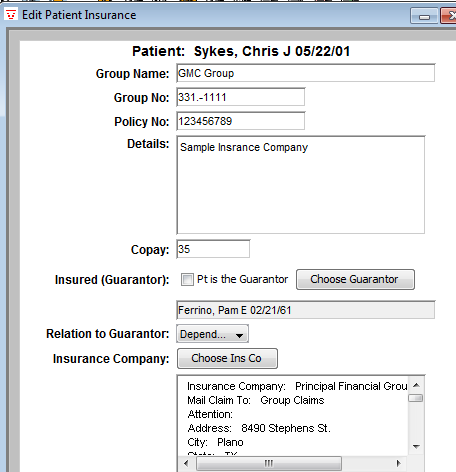 Edit Patient Insurance
Patient: Sykes, Chris J 05/22/01
Group Name: GMC Group
Group No: 331.-1111
Policy No: 123456789
Details: Sample Insrance Company
Copay: 35
Insured (Guarantor): Pt is the Guarantor Choose Guarantor
Ferrino, Pam E 02/21/61
Relation to Guarantor: Depend...
Insurance Company: Choose Ins Co
Insurance Company: Principal Financial Grou
Mail Claim To: Group Claims
Attention:
Address: 8490 Stephens St.
City: Plano
State: TX